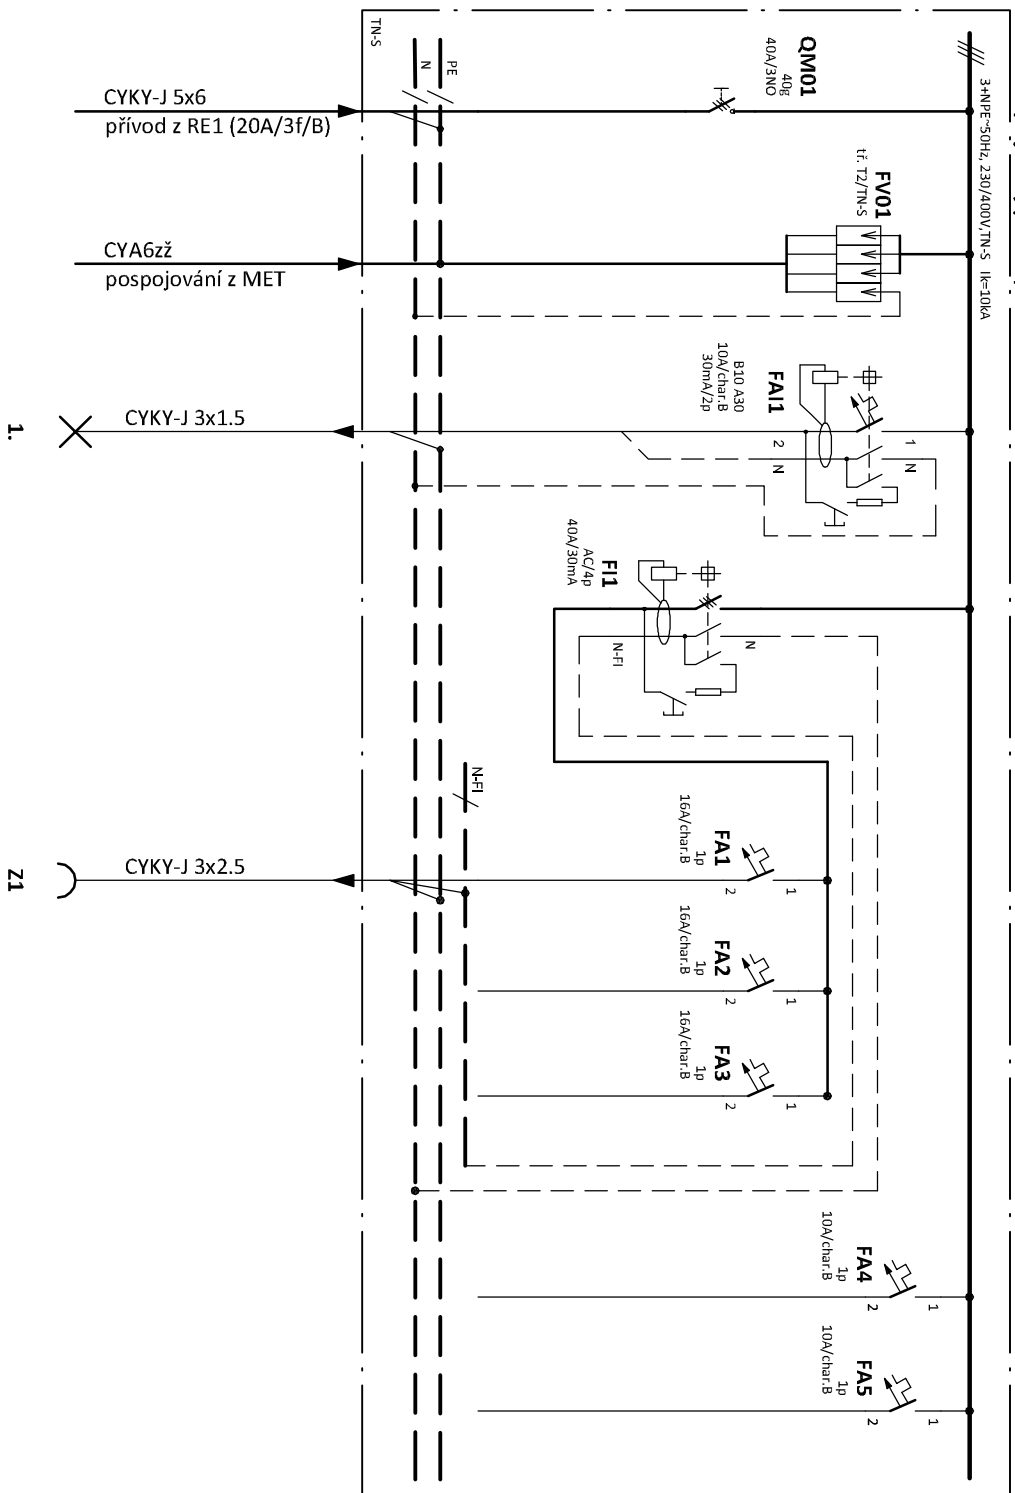 3+NPE~50Hz, 230/400V,TN-S Ik=10kA
TN-S
PE
N
QM01
40g
40A/3NO
CYKY-J 5x6
přívod z RE1 (20A/3f/B)
FV01
tř. T2/TN-S
CYA6zž
pospojování z MET
FAI1
B10 A30
10A/char.B
30mA/2p
1
N
2
N
CYKY-J 3x1.5
1.
FI1
AC/4p
40A/30mA
N
N-FI
N-FI
FA1
1p
16A/char.B
1
2
CYKY-J 3x2.5
Z1
FA2
1p
16A/char.B
1
2
FA3
1p
16A/char.B
1
2
FA4
1p
10A/char.B
1
2
FA5
1p
10A/char.B
1
2